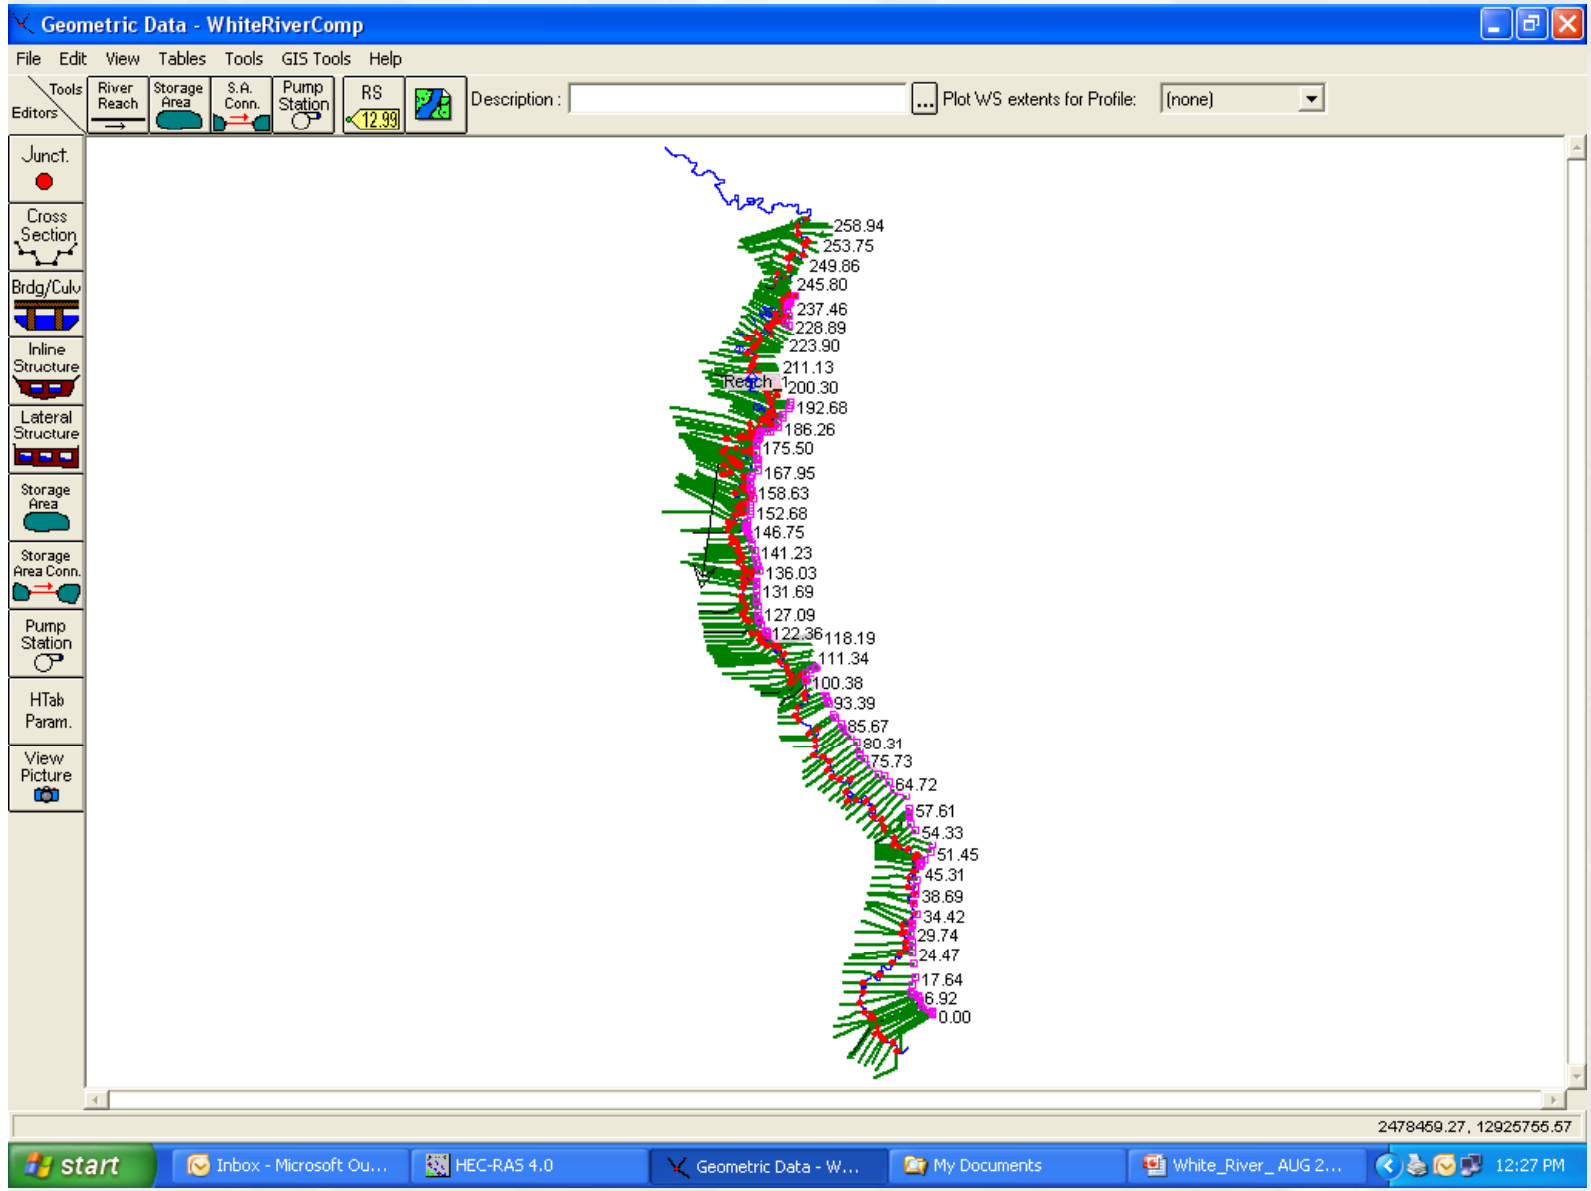 Geometric Data - WhiteRiverComp
File Edit View Tables Tools GIS Tools Help
Tools
Editors
River Reach
Storage Area
S.A. Conn.
Pump Station
RS
12.99
Description :
...
Plot WS extents for Profile:
(none)
Junct.
Cross Section
Brdg/Culv
Inline Structure
Lateral Structure
Storage Area
Storage Area Conn.
Pump Station
HTab Param.
View Picture
258.94
253.75
249.86
245.80
237.46
228.89
223.90
211.13
Reach_1
200.30
192.68
186.26
175.50
167.95
158.63
152.68
146.75
141.23
136.03
131.69
127.09
122.36
118.19
111.34
100.38
93.39
85.67
80.31
75.73
64.72
57.61
54.33
51.45
45.31
38.69
34.42
29.74
24.47
17.64
6.92
0.00
2478459.27, 12925755.57
start
Inbox - Microsoft Ou...
HEC-RAS 4.0
Geometric Data - W...
My Documents
White_River_ AUG 2...
12:27 PM